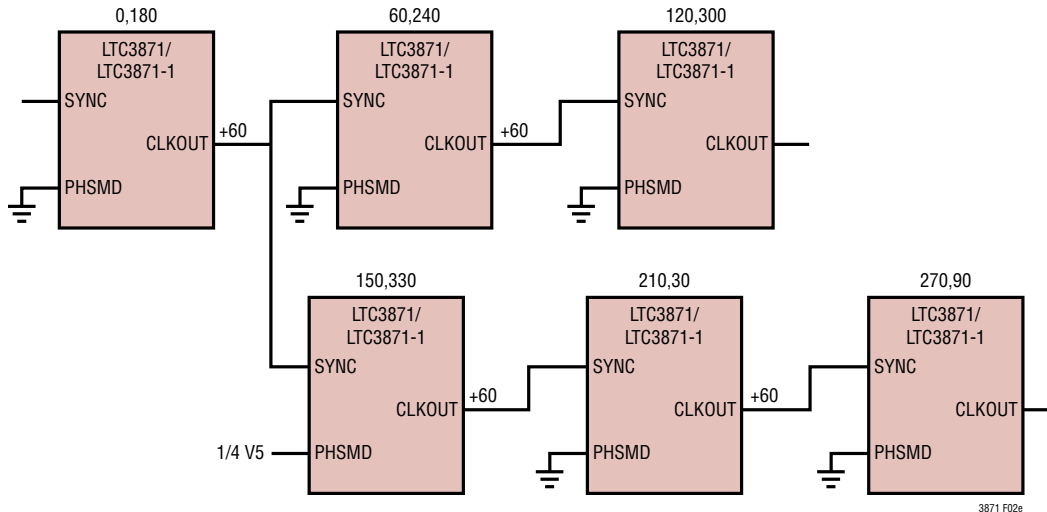 0,180
LTC3871/
LTC3871-1
SYNC
CLKOUT
+60
PHSMD
60,240
LTC3871/
LTC3871-1
SYNC
CLKOUT
+60
PHSMD
120,300
LTC3871/
LTC3871-1
SYNC
CLKOUT
PHSMD
150,330
LTC3871/
LTC3871-1
SYNC
CLKOUT
+60
1/4 V5
PHSMD
210,30
LTC3871/
LTC3871-1
SYNC
CLKOUT
+60
PHSMD
270,90
LTC3871/
LTC3871-1
SYNC
CLKOUT
PHSMD
3871 F02e